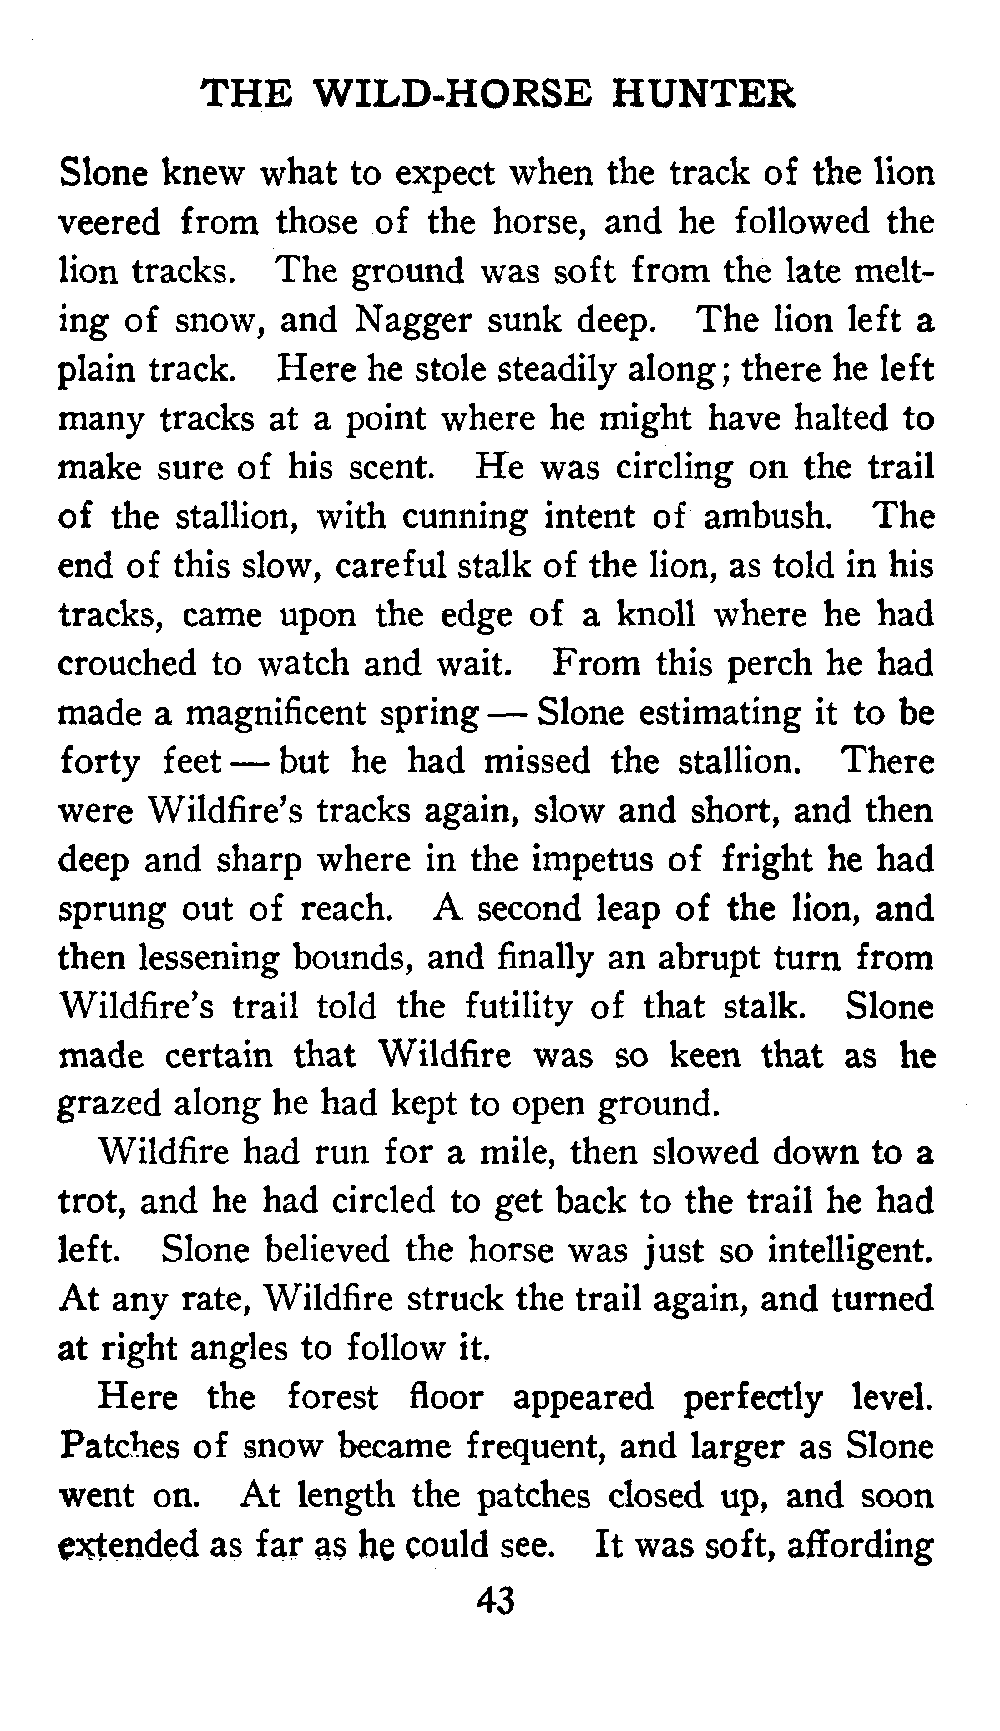 THE WILD-HORSE HUNTER
Slone knew what to expect when the track of the lion
veered from those of the horse, and he followed the
lion tracks. The ground was soft from the late melt-
ing of snow, and Nagger sunk deep. The lion left a
plain track. Here he stole steadily along; there he left
many tracks at a point where he might have halted to
make sure of his scent. He was circling on the trail
of the stallion, with cunning intent of ambush. The
end of this slow, careful stalk of the lion, as told in his
tracks, came upon the edge of a knoll where he had
crouched to watch and wait. From this perch he had
made a magnificent spring — Slone estimating it to be
forty feet — but he had missed the stallion. There
were Wildfire's tracks again, slow and short, and then
deep and sharp where in the impetus of fright he had
sprung out of reach. A second leap of the lion, and
then lessening bounds, and finally an abrupt turn from
Wildfire's trail told the futility of that stalk. Slone
made certain that Wildfire was so keen that as he
grazed along he had kept to open ground.
Wildfire had run for a mile, then slowed down to a
trot, and he had circled to get back to the trail he had
left. Slone believed the horse was just so intelligent.
At any rate, Wildfire struck the trail again, and turned
at right angles to follow it.
Here the forest floor appeared perfectly level.
Patches of snow became frequent, and larger as Slone
went on. At length the patches closed up, and soon
extended as far as he could see. It was soft, affording
43